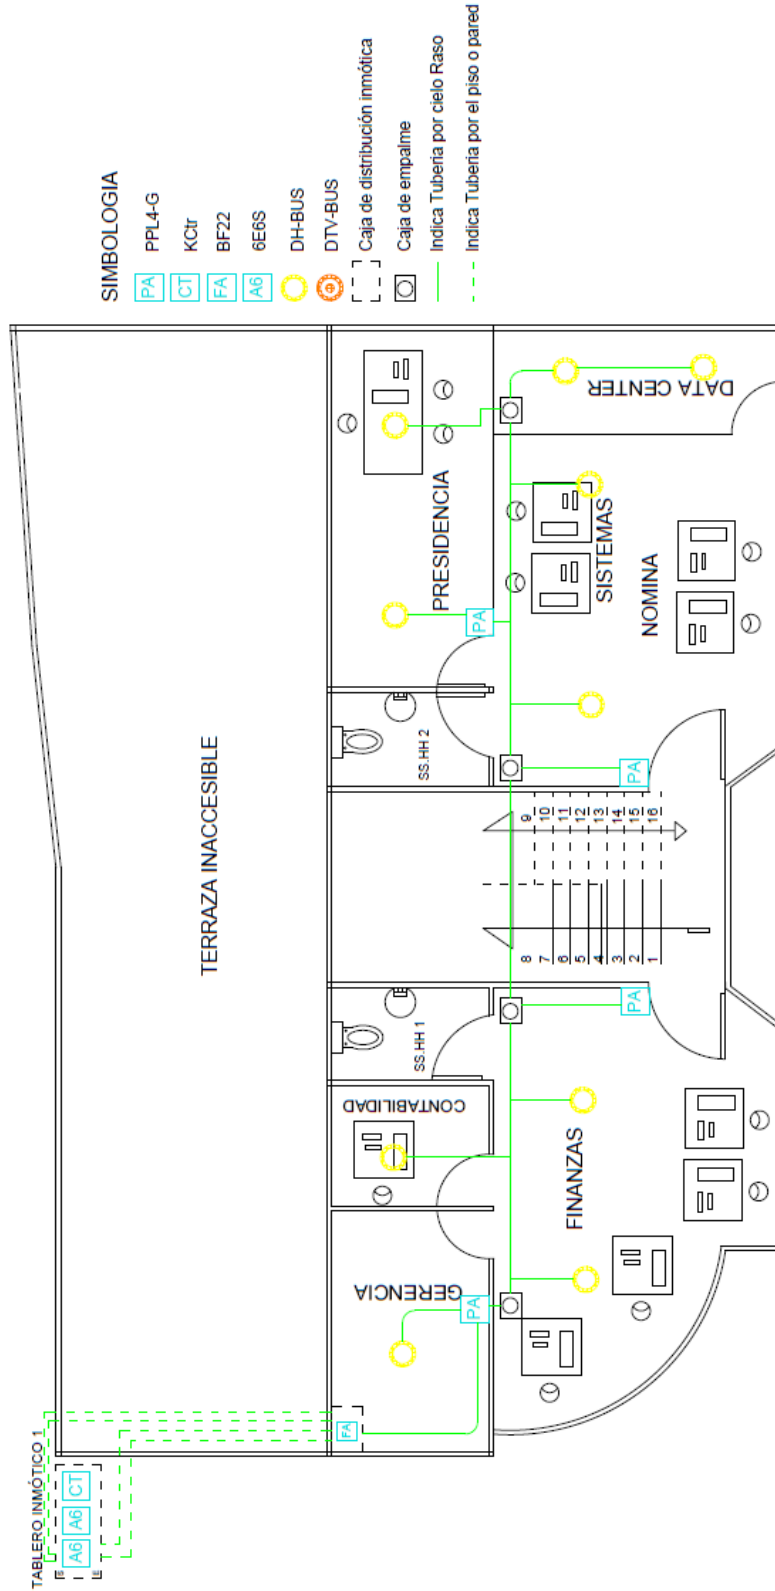 SIMBOLOGIA
PA PPL4-G
CT KCtr
FA BF22
A6 6E6S
DH-BUS
DTV-BUS
Caja de distribución inmótica
Caja de empalme
Indica Tuberia por cielo Raso
Indica Tuberia por el piso o pared
TABLERO INMÓTICO 1
A6 A6 CT
S
E
FA
TERRAZA INACCESIBLE
GERENCIA
PA
CONTABILIDAD
SS.HH 1
SS.HH 2
PRESIDENCIA
PA
FINANZAS
PA
8
7
6
5
4
3
2
1
9
10
11
12
13
14
15
16
PA
SISTEMAS
NOMINA
DATA CENTER